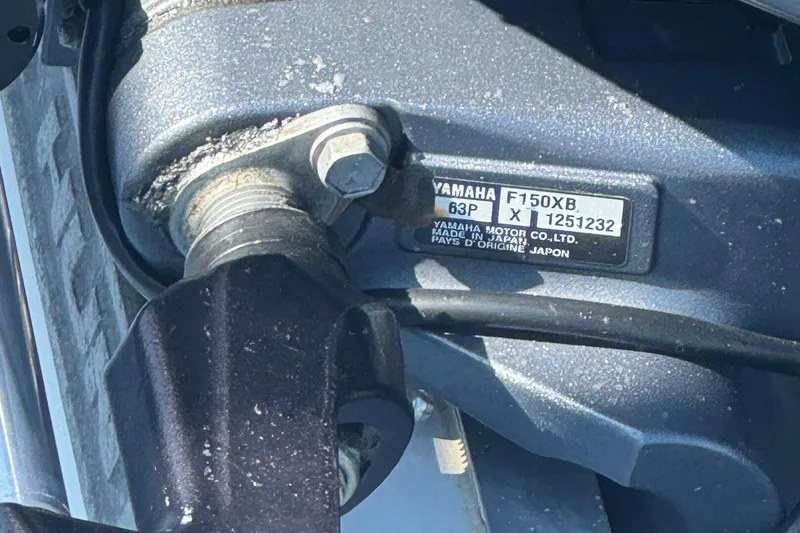 YAMAHA F150XB
63P X 1251232
YAMAHA MOTOR CO.,LTD.
MADE IN JAPAN
PAYS D'ORIGINE JAPON